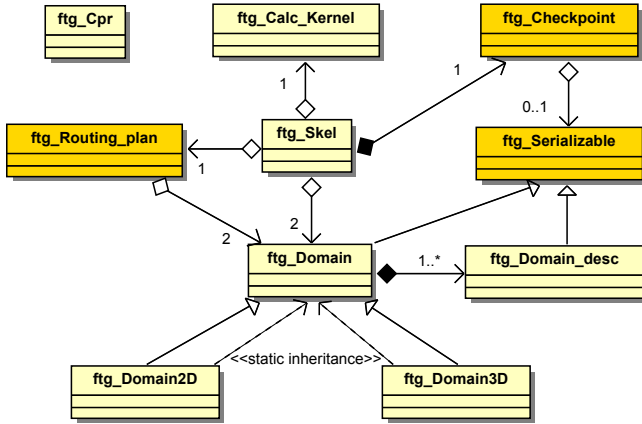 ftg_Cpr
ftg_Calc_Kernel
ftg_Checkpoint
1
1
0..1
ftg_Routing_plan
ftg_Skel
ftg_Serializable
1
2
2
ftg_Domain
1..*
ftg_Domain_desc
<<static inheritance>>
ftg_Domain2D
ftg_Domain3D